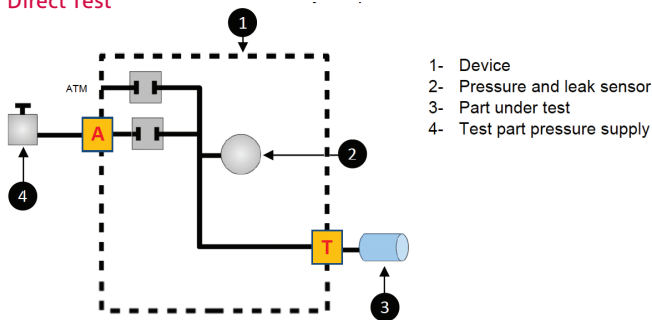 Direct Test
1
ATM
A
4
2
T
3
1- Device
2- Pressure and leak sensor
3- Part under test
4- Test part pressure supply